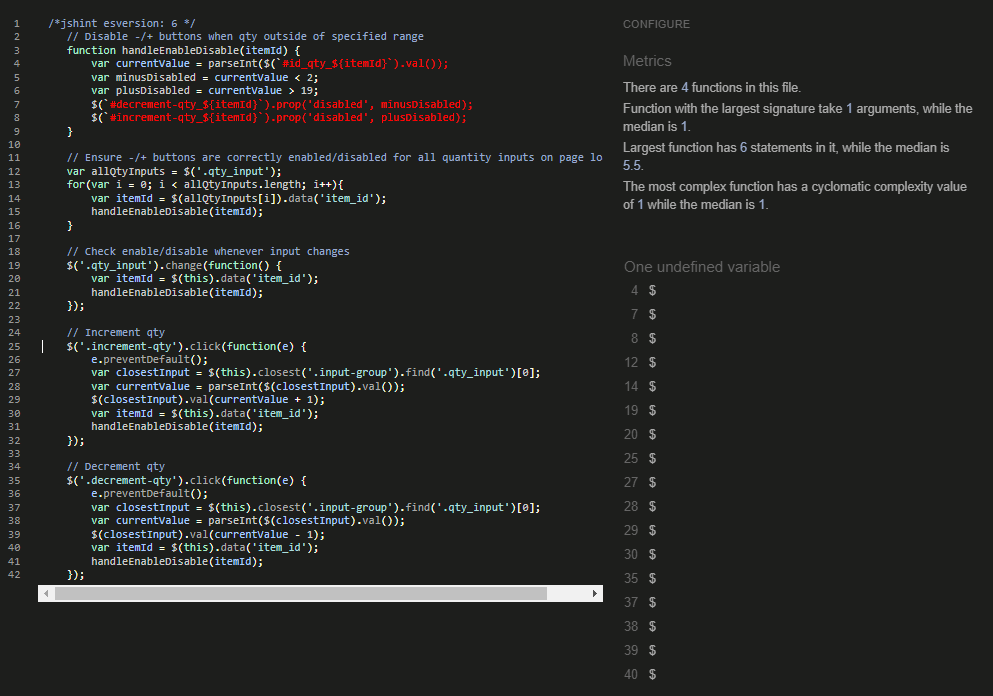 1 /*jshint esversion: 6 */
2 // Disable -/+ buttons when qty outside of specified range
3 function handleEnableDisable(itemId) {
4 var currentValue = parseInt($(`#id_qty_${itemId}`).val());
5 var minusDisabled = currentValue < 2;
6 var plusDisabled = currentValue > 19;
7 $(`#decrement-qty_${itemId}`).prop('disabled', minusDisabled);
8 $(`#increment-qty_${itemId}`).prop('disabled', plusDisabled);
9 }
10
11 // Ensure -/+ buttons are correctly enabled/disabled for all quantity inputs on page lo
12 var allQtyInputs = $('.qty_input');
13 for(var i = 0; i < allQtyInputs.length; i++){
14 var itemId = $(allQtyInputs[i]).data('item_id');
15 handleEnableDisable(itemId);
16 }
17
18 // Check enable/disable whenever input changes
19 $('.qty_input').change(function() {
20 var itemId = $(this).data('item_id');
21 handleEnableDisable(itemId);
22 });
23
24 // Increment qty
25 $('.increment-qty').click(function(e) {
26 e.preventDefault();
27 var closestInput = $(this).closest('.input-group').find('.qty_input')[0];
28 var currentValue = parseInt($(closestInput).val());
29 $(closestInput).val(currentValue + 1);
30 var itemId = $(this).data('item_id');
31 handleEnableDisable(itemId);
32 });
33
34 // Decrement qty
35 $('.decrement-qty').click(function(e) {
36 e.preventDefault();
37 var closestInput = $(this).closest('.input-group').find('.qty_input')[0];
38 var currentValue = parseInt($(closestInput).val());
39 $(closestInput).val(currentValue - 1);
40 var itemId = $(this).data('item_id');
41 handleEnableDisable(itemId);
42 });
CONFIGURE
Metrics
There are 4 functions in this file.
Function with the largest signature take 1 arguments, while the
median is 1.
Largest function has 6 statements in it, while the median is
5.5.
The most complex function has a cyclomatic complexity value
of 1 while the median is 1.
One undefined variable
4 $
7 $
8 $
12 $
14 $
19 $
20 $
25 $
27 $
28 $
29 $
30 $
35 $
37 $
38 $
39 $
40 $